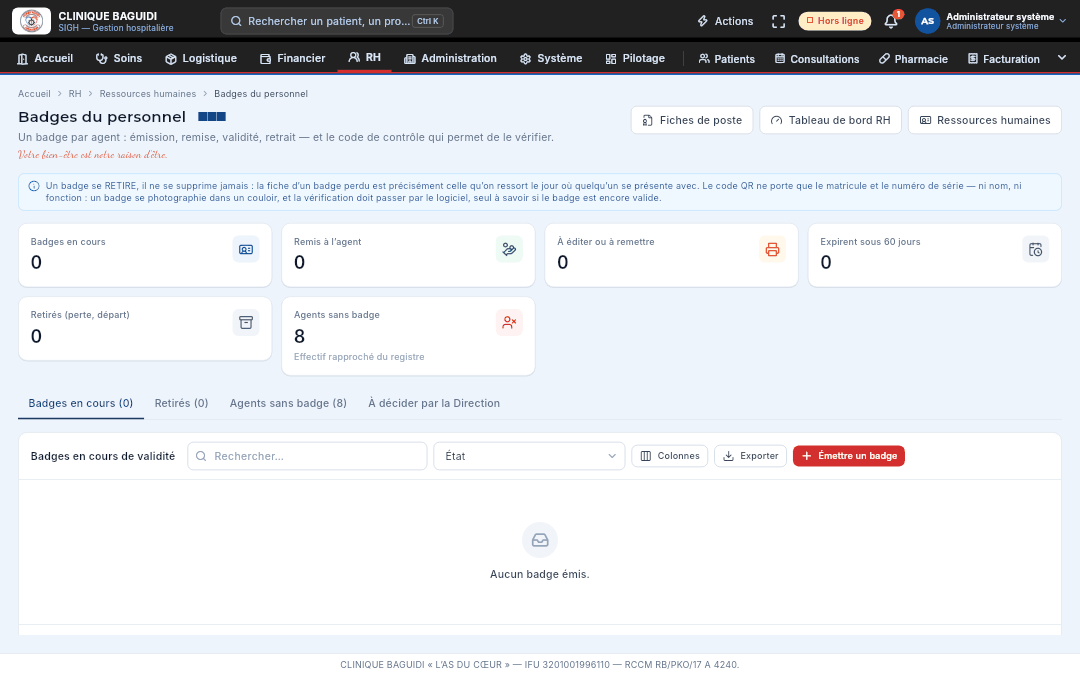 CLINIQUE BAGUIDI
SIGH — Gestion hospitalière
Rechercher un patient, un pro... Ctrl K
Actions
Hors ligne
1
AS
Administrateur système
Administrateur système
Accueil
Soins
Logistique
Financier
RH
Administration
Système
Pilotage
Patients
Consultations
Pharmacie
Facturation
Accueil > RH > Ressources humaines > Badges du personnel
Badges du personnel
Un badge par agent : émission, remise, validité, retrait — et le code de contrôle qui permet de le vérifier.
Votre bien-être est notre raison d'être.
Fiches de poste
Tableau de bord RH
Ressources humaines
Un badge se RETIRE, il ne se supprime jamais : la fiche d'un badge perdu est précisément celle qu'on ressort le jour où quelqu'un se présente avec. Le code QR ne porte que le matricule et le numéro de série — ni nom, ni
fonction : un badge se photographie dans un couloir, et la vérification doit passer par le logiciel, seul à savoir si le badge est encore valide.
Badges en cours
0
Remis à l'agent
0
À éditer ou à remettre
0
Expirent sous 60 jours
0
Retirés (perte, départ)
0
Agents sans badge
8
Effectif rapproché du registre
Badges en cours (0)
Retirés (0)
Agents sans badge (8)
À décider par la Direction
Badges en cours de validité
Rechercher...
État
Colonnes
Exporter
Émettre un badge
Aucun badge émis.
CLINIQUE BAGUIDI « L'AS DU CŒUR » — IFU 3201001996110 — RCCM RB/PKO/17 A 4240.